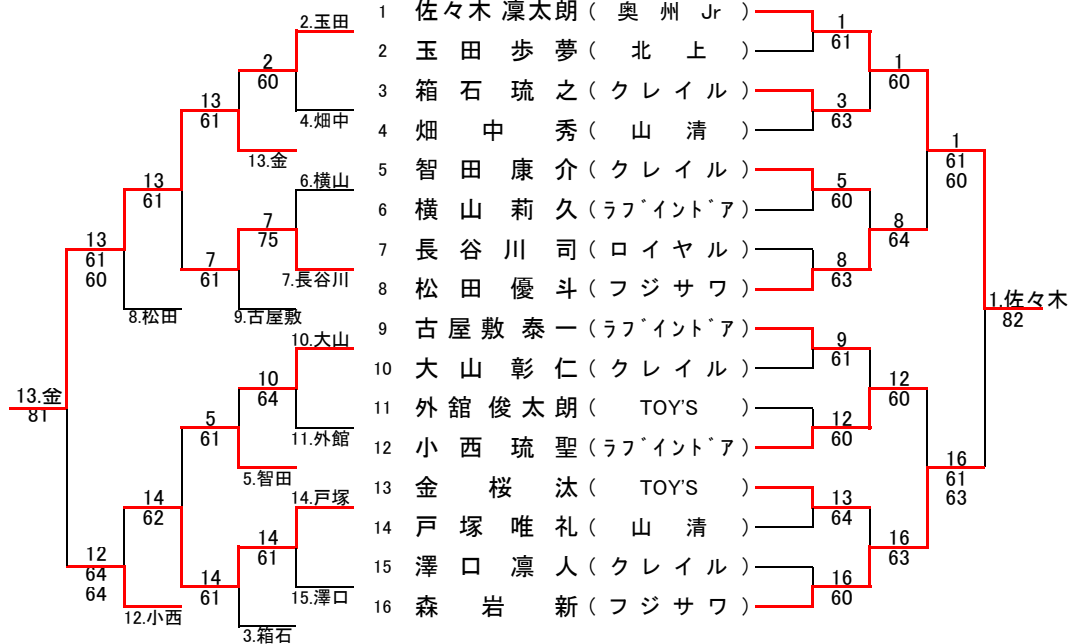 1 佐々木 凜太朗 ( 奥 州 Jr )
2 玉 田 歩 夢 ( 北 上 )
3 箱 石 琉 之 ( クレイル )
4 畑 中 秀 ( 山 清 )
5 智 田 康 介 ( クレイル )
6 横 山 莉 久 (ラブインドア)
7 長 谷 川 司 ( ロイヤル )
8 松 田 優 斗 ( フジサワ )
9 古 屋 敷 泰 一 (ラブインドア)
10 大 山 彰 仁 ( クレイル )
11 外 舘 俊 太 朗 ( TOY'S )
12 小 西 琉 聖 (ラブインドア)
13 金 桜 汰 ( TOY'S )
14 戸 塚 唯 礼 ( 山 清 )
15 澤 口 凛 人 ( クレイル )
16 森 岩 新 ( フジサワ )
1
61
3
63
5
60
8
63
9
61
12
60
13
64
16
60
1
60
8
64
12
60
16
63
1
61
60
16
61
63
1.佐々木
82
2.玉田
4.畑中
6.横山
7.長谷川
10.大山
11.外館
14.戸塚
15.澤口
2
60
13.金
7
75
9.古屋敷
10
64
5.智田
14
61
3.箱石
13
61
7
61
5
61
14
61
13
61
8.松田
14
62
12.小西
13
61
60
12
64
64
13.金
81